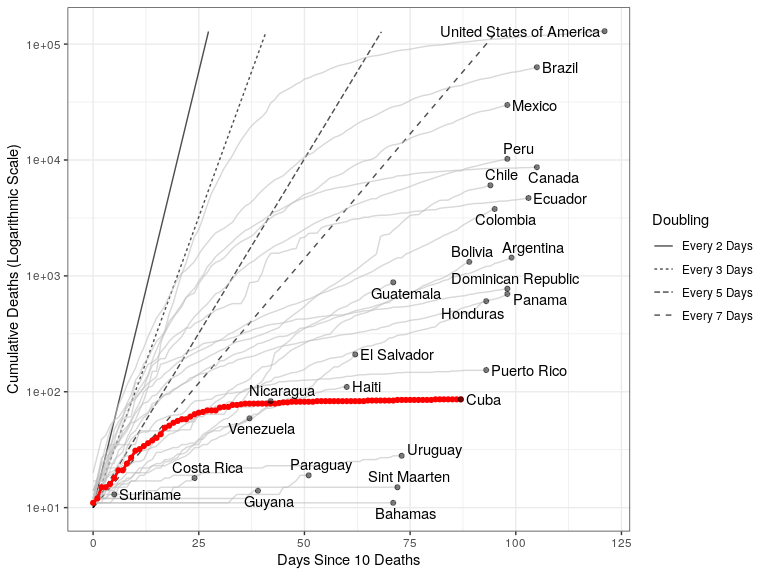 United States of America
Brazil
Mexico
Peru
Chile
Canada
Ecuador
Colombia
Bolivia
Argentina
Dominican Republic
Guatemala
Panama
Honduras
El Salvador
Puerto Rico
Nicaragua
Haiti
Cuba
Venezuela
Uruguay
Costa Rica
Paraguay
Sint Maarten
Suriname
Guyana
Bahamas
1e+05
1e+04
1e+03
1e+02
1e+01
Cumulative Deaths (Logarithmic Scale)
0
25
50
75
100
125
Days Since 10 Deaths
Doubling
Every 2 Days
Every 3 Days
Every 5 Days
Every 7 Days